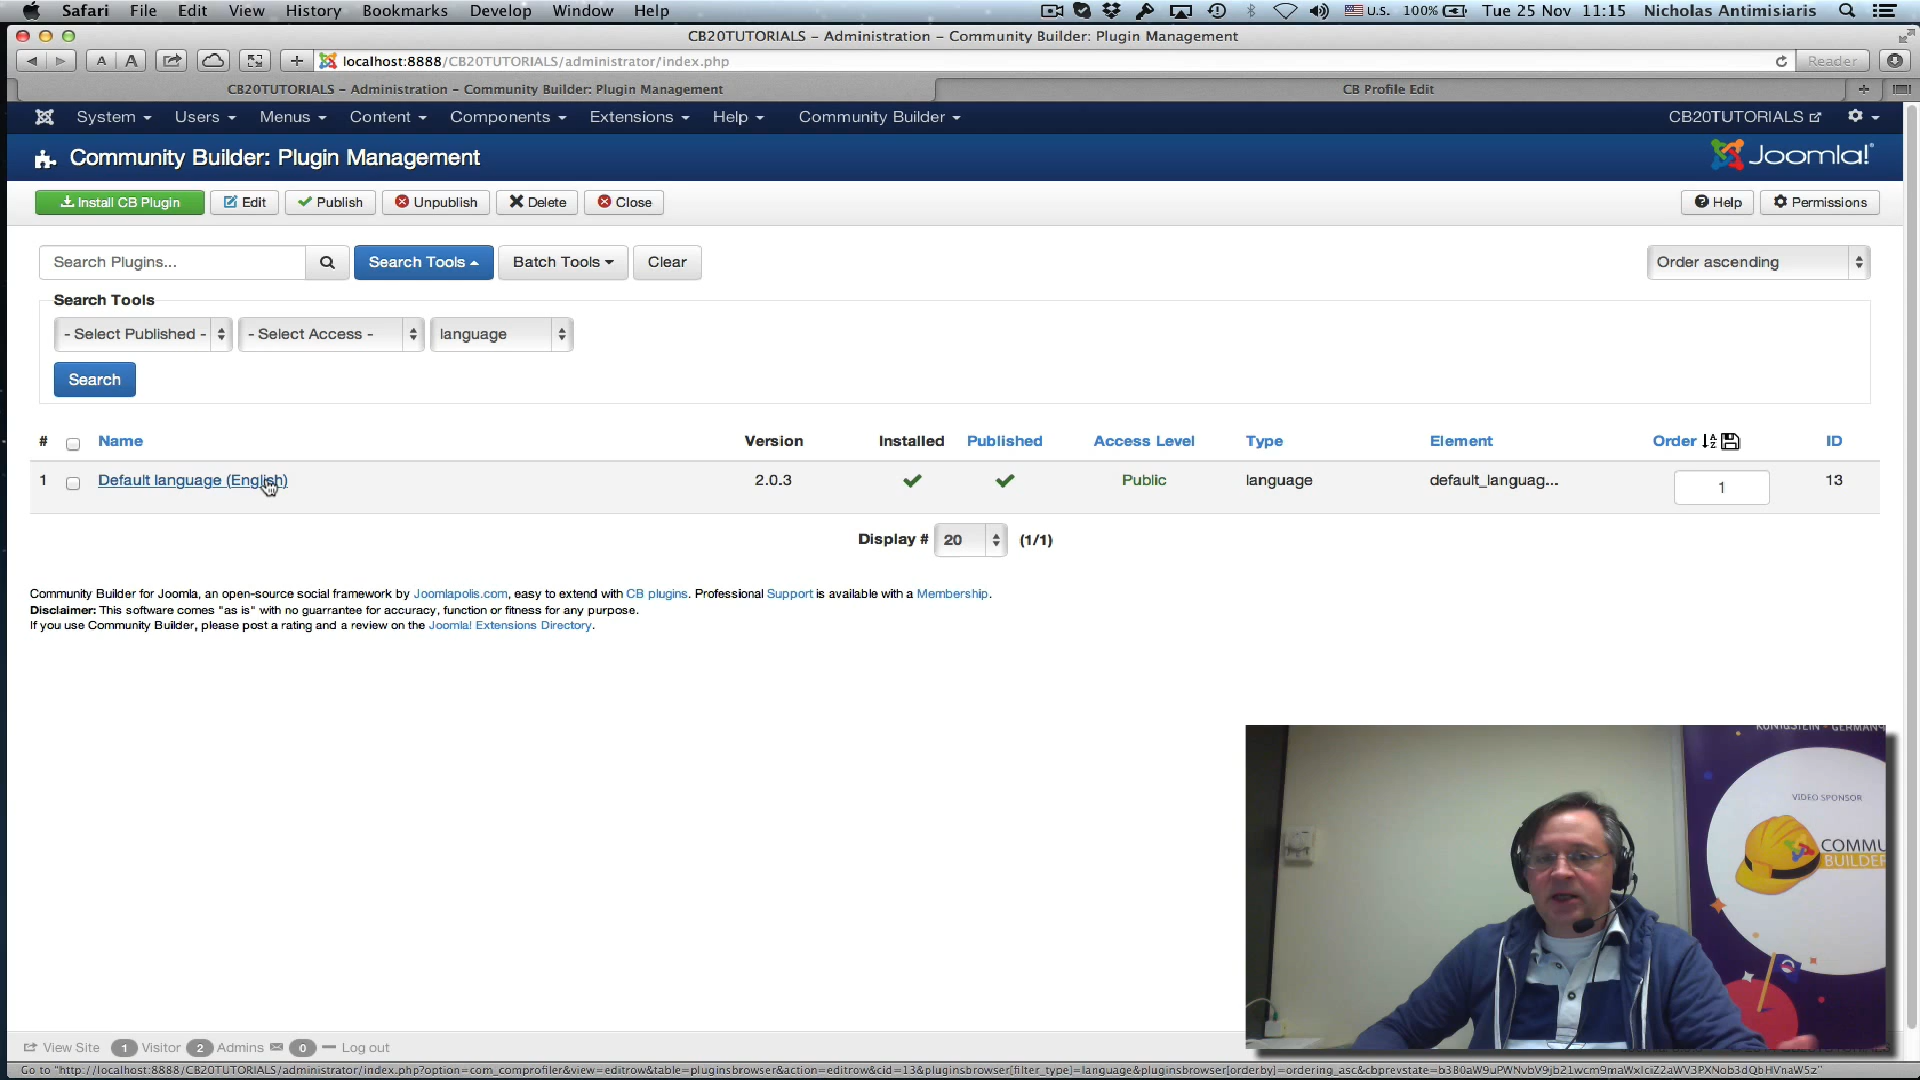 Safari File Edit View History Bookmarks Develop Window Help U.S. 100% Tue 25 Nov 11:15 Nicholas Antimisiaris
CB20TUTORIALS – Administration – Community Builder: Plugin Management
A A + localhost:8888/CB20TUTORIALS/administrator/index.php Reader
CB20TUTORIALS – Administration – Community Builder: Plugin Management CB Profile Edit
System Users Menus Content Components Extensions Help Community Builder CB20TUTORIALS
Community Builder: Plugin Management Joomla!
Install CB Plugin Edit Publish Unpublish Delete Close Help Permissions
Search Plugins... Search Tools Batch Tools Clear Order ascending
Search Tools
- Select Published - - Select Access - language
Search
# Name Version Installed Published Access Level Type Element Order ID
1 Default language (English) 2.0.3 Public language default_languag... 1 13
Display # 20 (1/1)
Community Builder for Joomla, an open-source social framework by Joomlapolis.com, easy to extend with CB plugins. Professional Support is available with a Membership.
Disclaimer: This software comes "as is" with no guarrantee for accuracy, function or fitness for any purpose.
If you use Community Builder, please post a rating and a review on the Joomla! Extensions Directory.
KÖNIGSTEIN - GERMAN
VIDEO SPONSOR
COMMU
BUILDER
View Site 1 Visitor 2 Admins 0 Log out